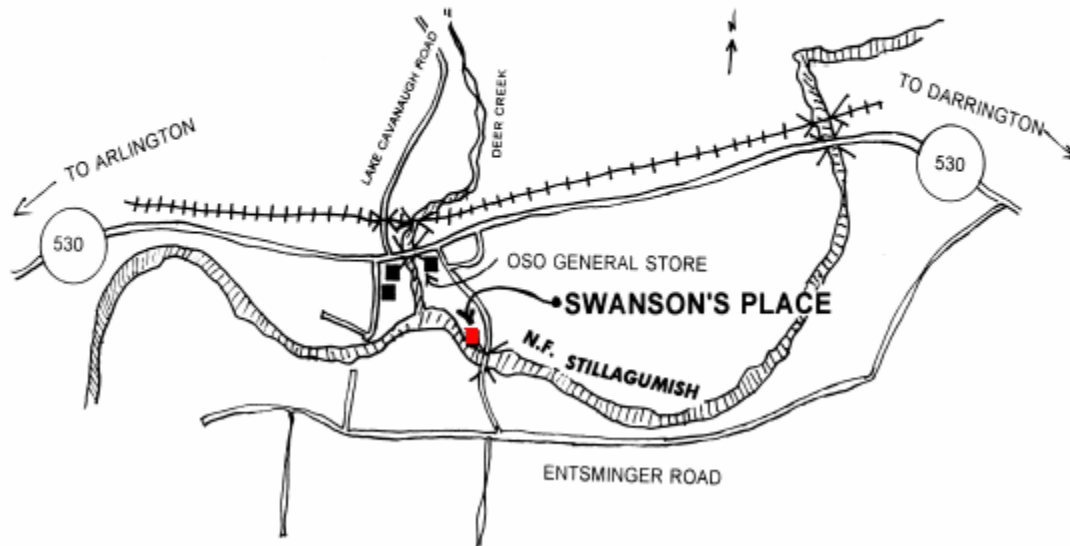 N
LAKE CAVANAUGH ROAD
DEER CREEK
TO ARLINGTON
TO DARRINGTON
530
530
OSO GENERAL STORE
SWANSON'S PLACE
N.F. STILLAGUMISH
ENTSMINGER ROAD